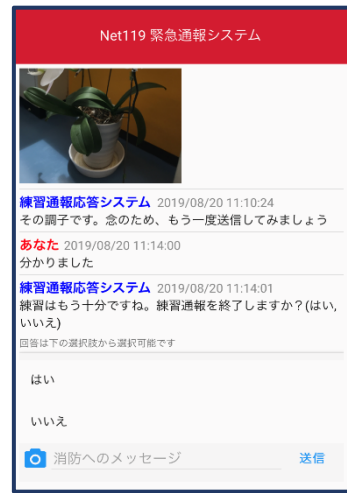 Net119 緊急通報システム
練習通報応答システム 2019/08/20 11:10:24
その調子です。念のため、もう一度送信してみましょう
あなた 2019/08/20 11:14:00
分かりました
練習通報応答システム 2019/08/20 11:14:01
練習はもう十分ですね。練習通報を終了しますか？(はい,
いいえ)
回答は下の選択肢から選択可能です
はい
いいえ
消防へのメッセージ 送信